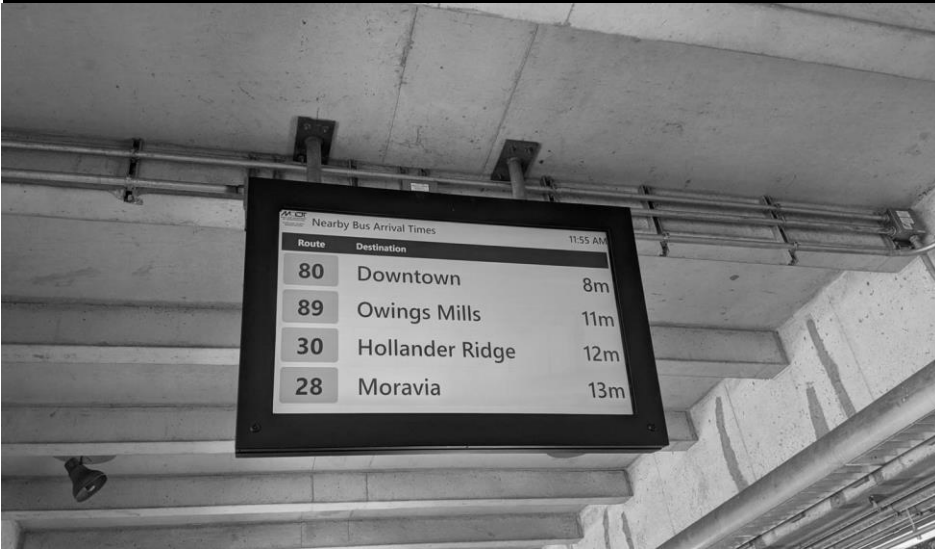 Nearby Bus Arrival Times 11:55 AM
Route Destination
80 Downtown 8m
89 Owings Mills 11m
30 Hollander Ridge 12m
28 Moravia 13m